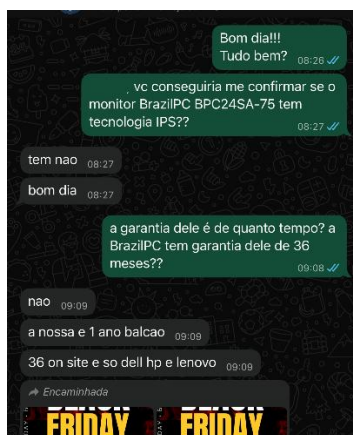 Bom dia!!!
Tudo bem? 08:26
, vc conseguiria me confirmar se o
monitor BrazilPC BPC24SA-75 tem
tecnologia IPS??
08:27
tem nao 08:27
bom dia 08:27
a garantia dele é de quanto tempo? a
BrazilPC tem garantia dele de 36
meses??
09:08
nao 09:09
a nossa e 1 ano balcao 09:09
36 on site e so dell hp e lenovo 09:09
Encaminhada
BLACK BLACK
FRIDAY FRIDAY